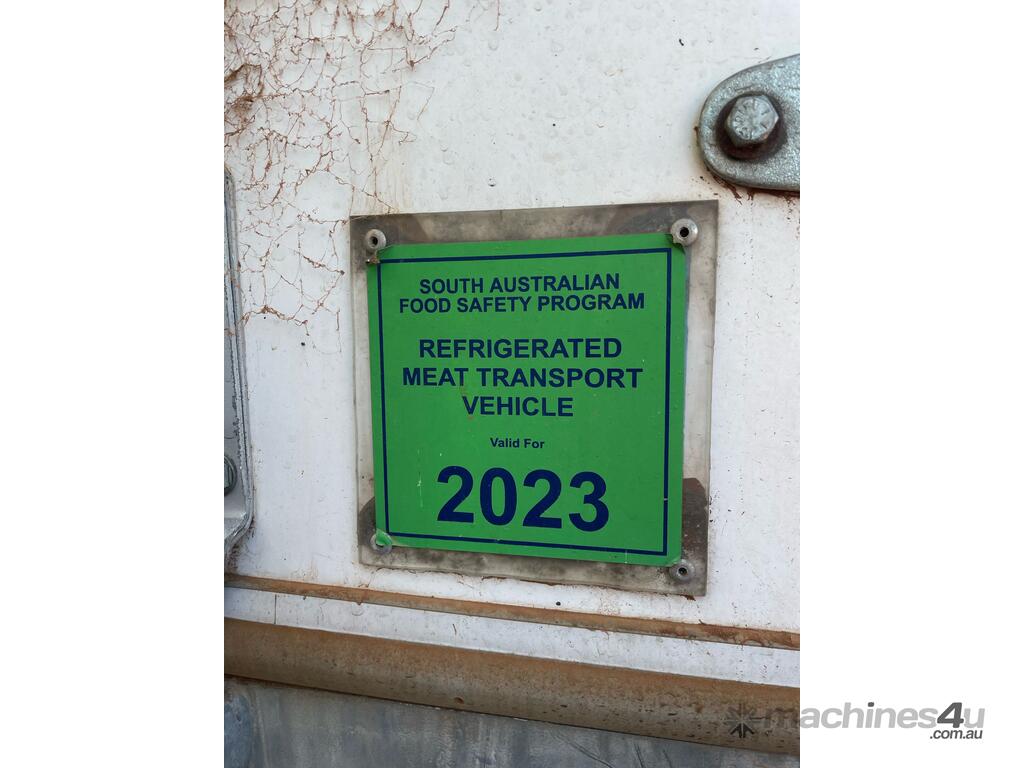 SOUTH AUSTRALIAN
FOOD SAFETY PROGRAM
REFRIGERATED
MEAT TRANSPORT
VEHICLE
Valid For
2023
machines4u
.com.au